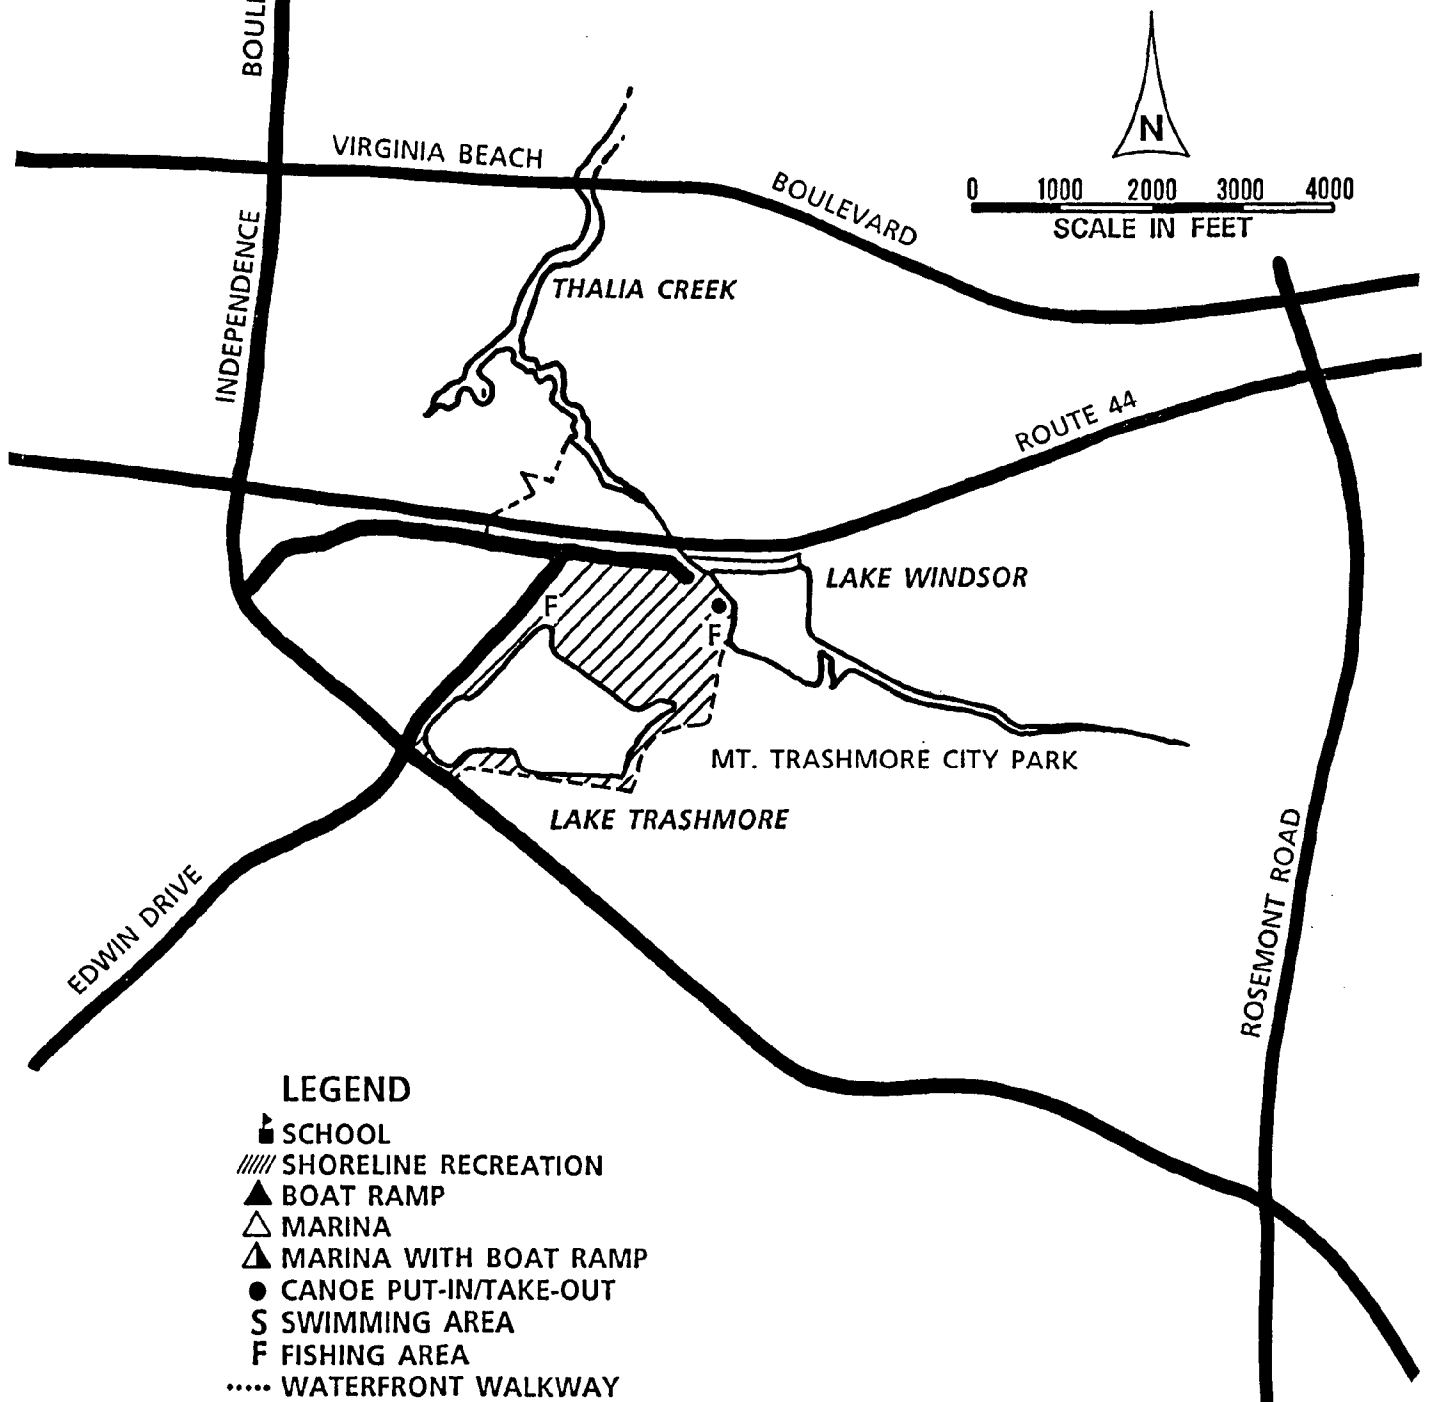 BOUL
N
VIRGINIA BEACH
BOULEVARD
0 1000 2000 3000 4000
SCALE IN FEET
INDEPENDENCE
THALIA CREEK
ROUTE 44
LAKE WINDSOR
F
F
MT. TRASHMORE CITY PARK
LAKE TRASHMORE
EDWIN DRIVE
ROSEMONT ROAD
LEGEND
SCHOOL
SHORELINE RECREATION
BOAT RAMP
MARINA
MARINA WITH BOAT RAMP
CANOE PUT-IN/TAKE-OUT
S SWIMMING AREA
F FISHING AREA
WATERFRONT WALKWAY